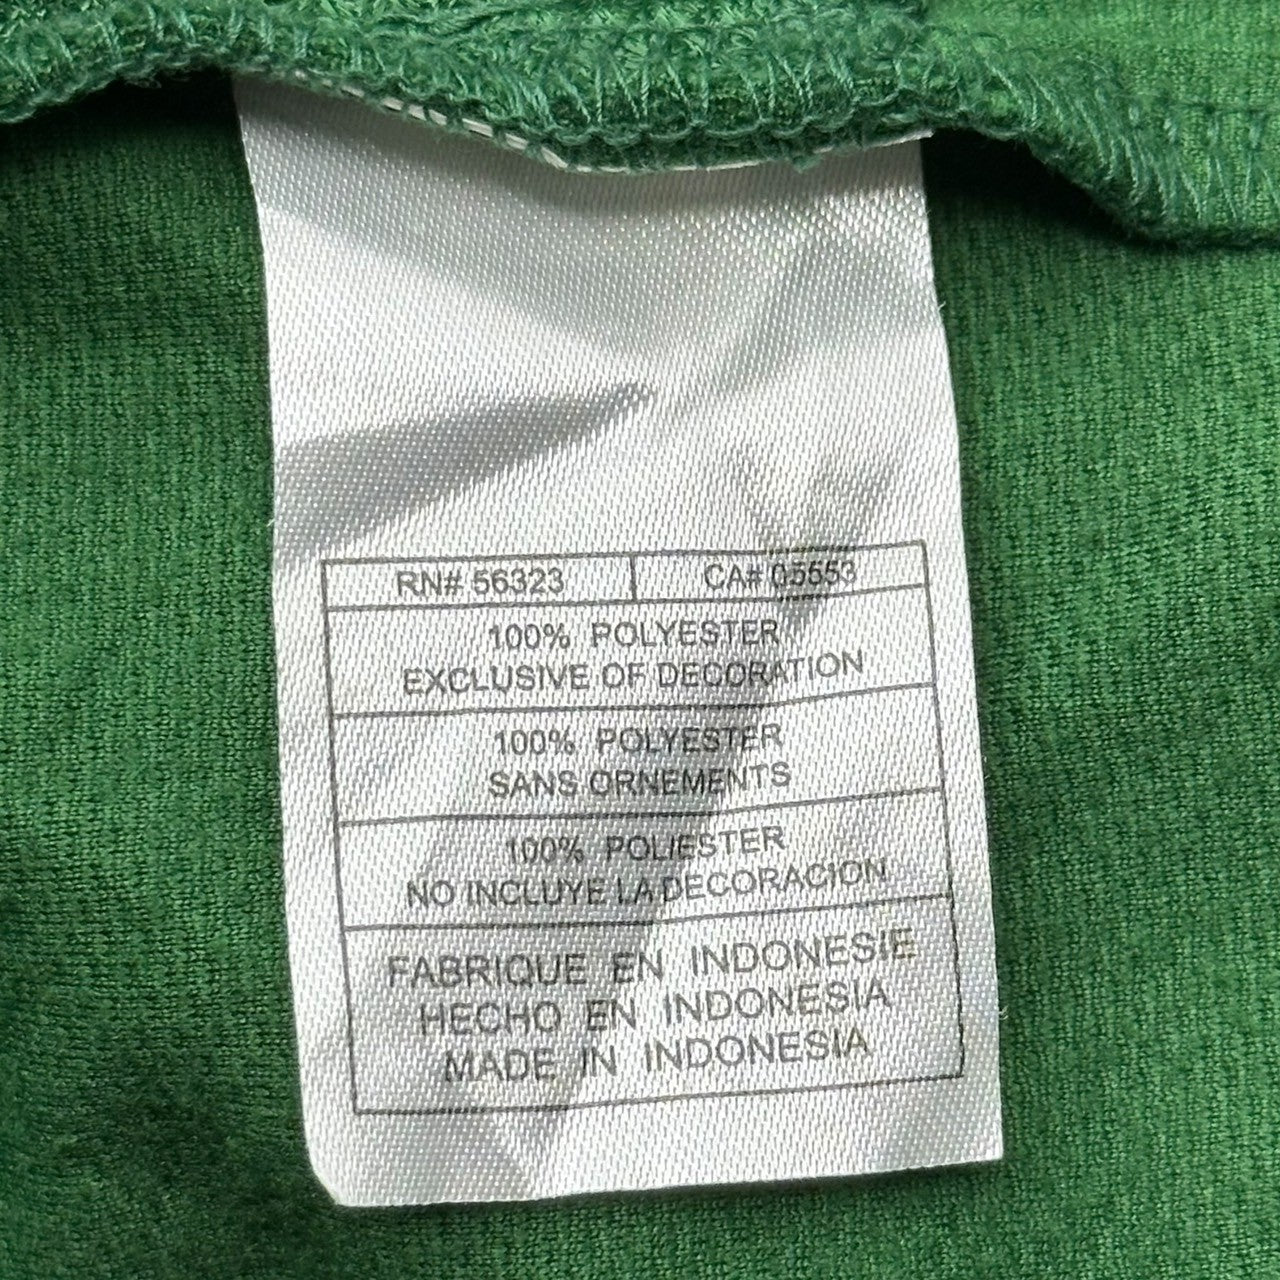 RN# 56323 CA# 05553
100% POLYESTER
EXCLUSIVE OF DECORATION
100% POLYESTER
SANS ORNEMENTS
100% POLIESTER
NO INCLUYE LA DECORACION
FABRIQUE EN INDONESIE
HECHO EN INDONESIA
MADE IN INDONESIA